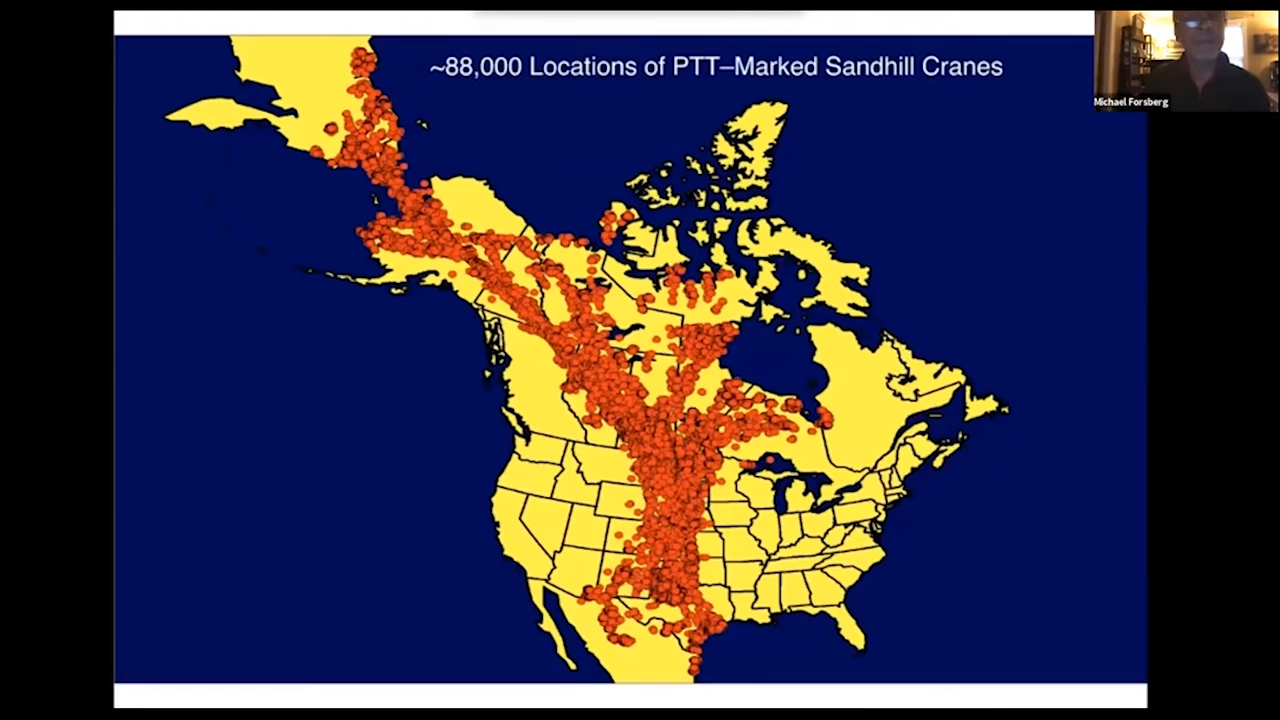 ~88,000 Locations of PTT–Marked Sandhill Cranes
Michael Forsberg